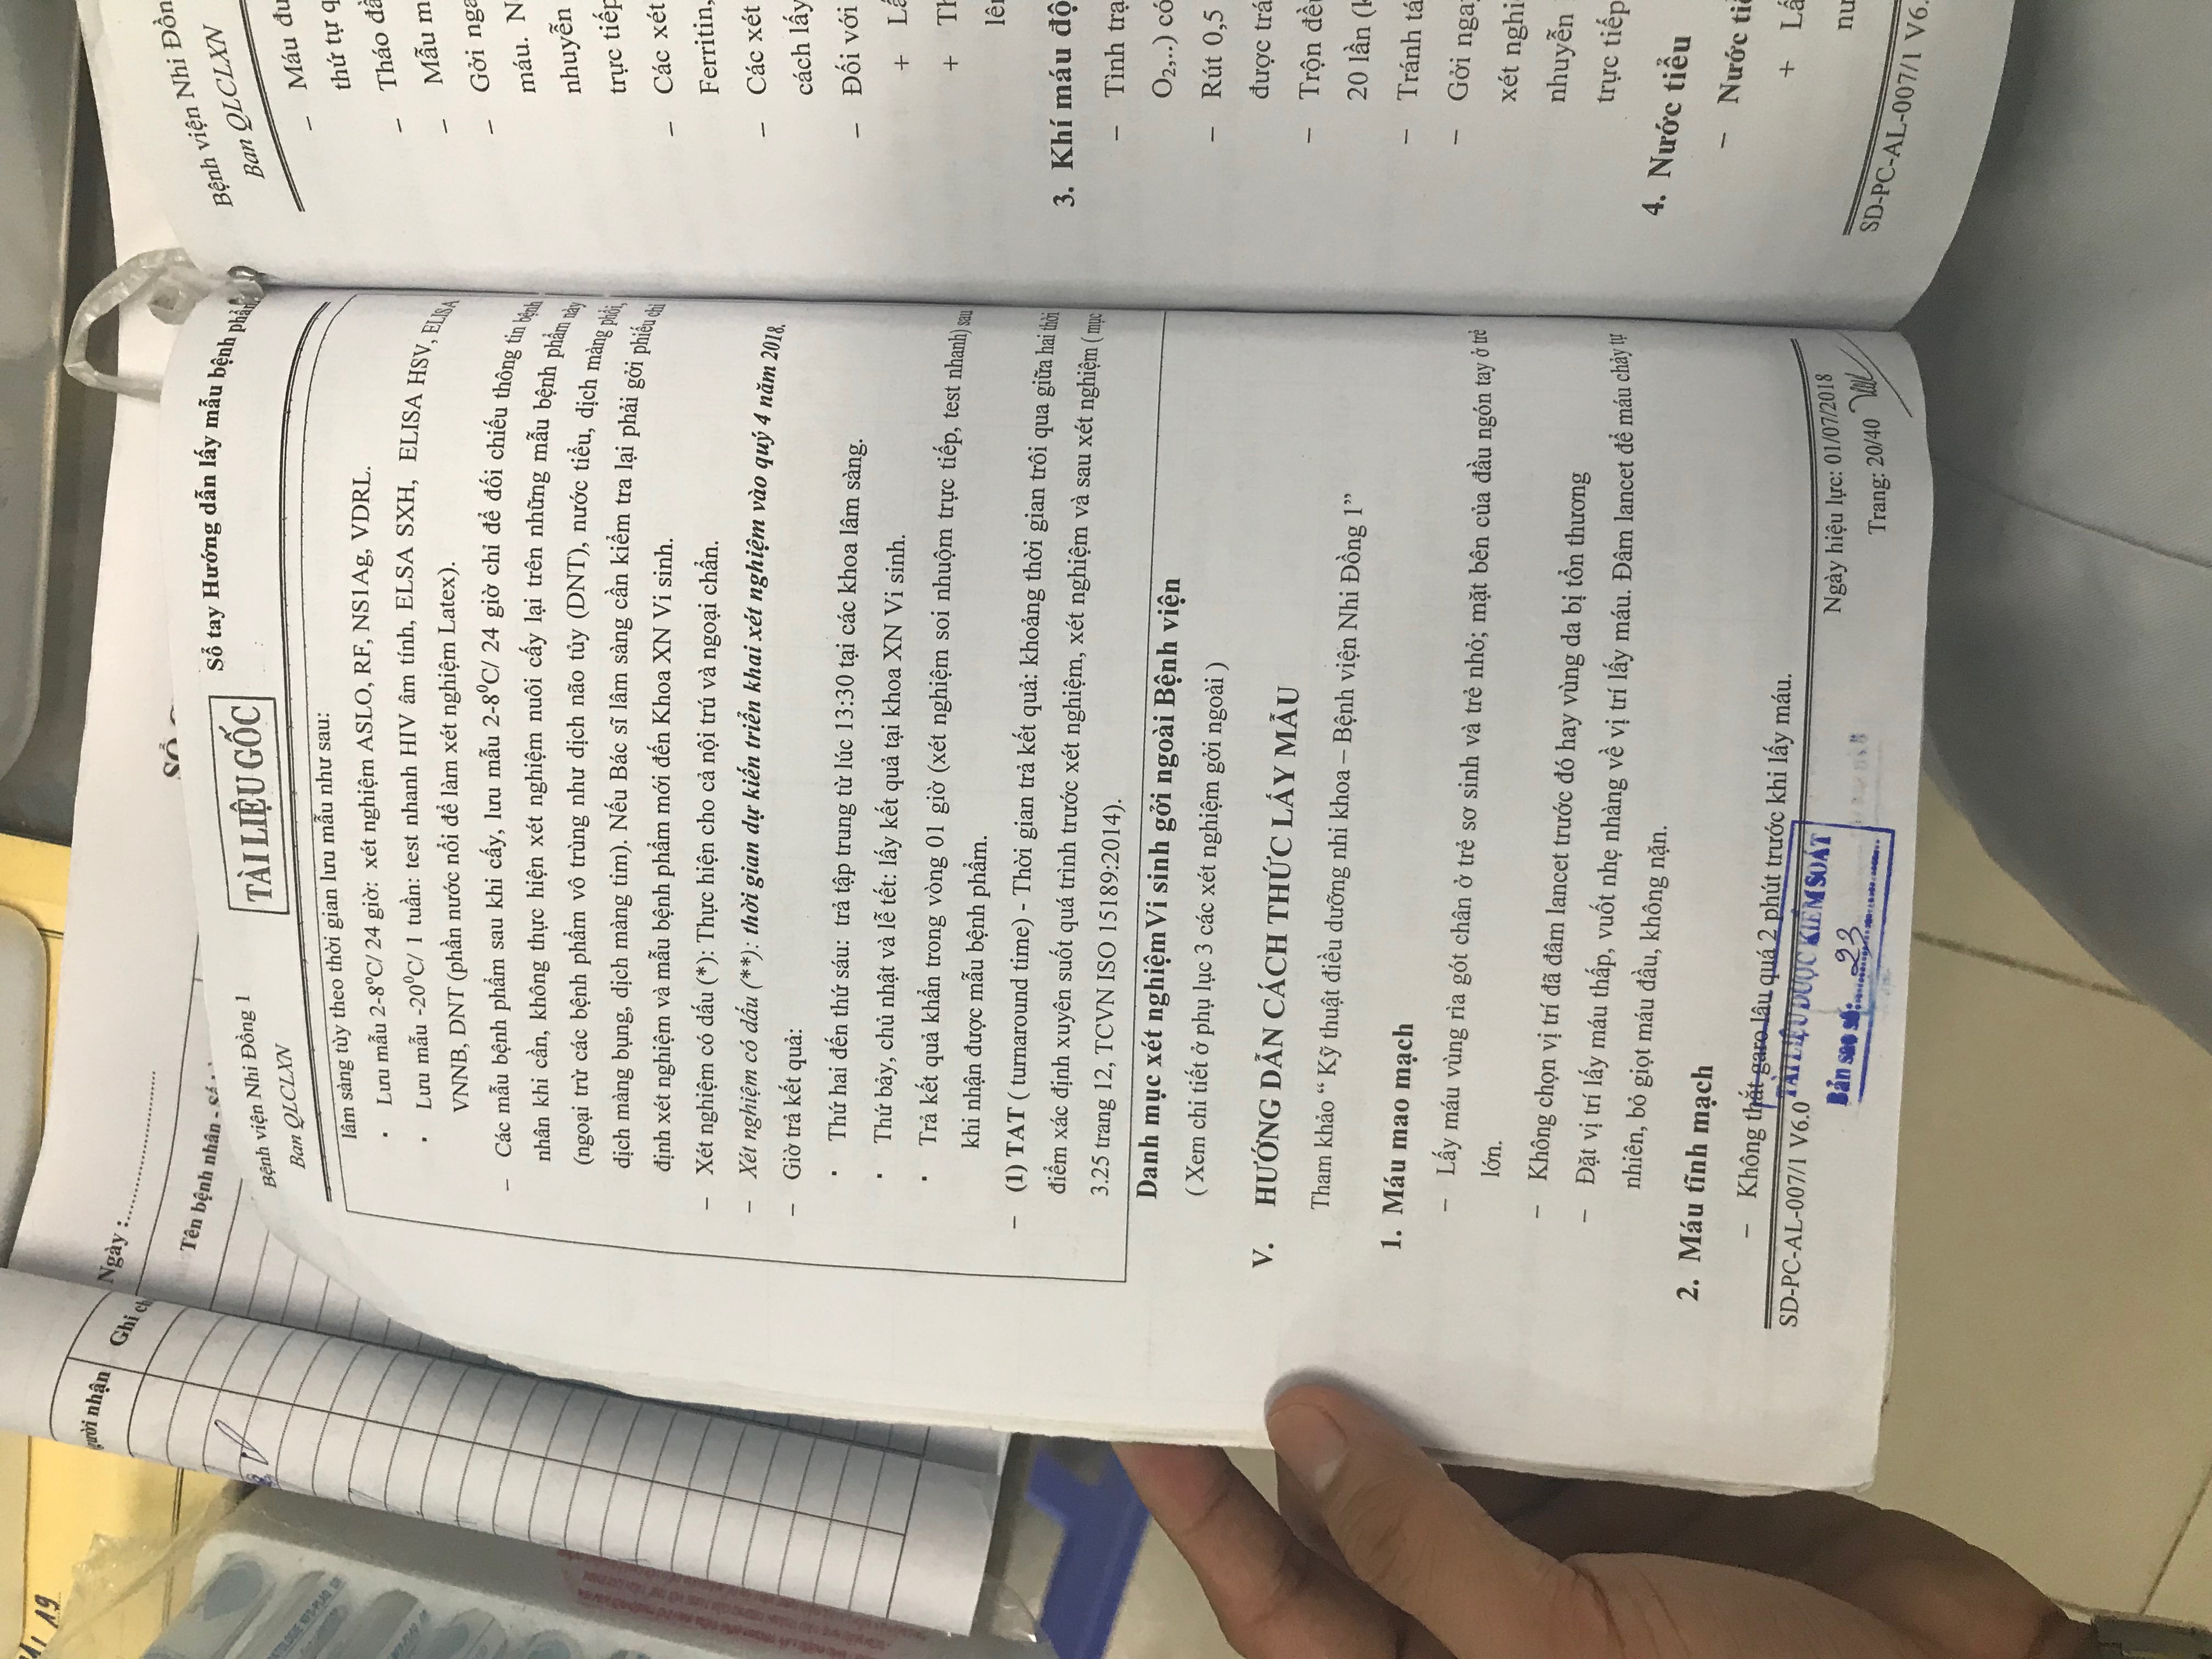 19
Người nhận
Ghi ch
Ngày :
Tên bệnh nhân - Số
SỔ
Bệnh viện Nhi Đồng 1
Ban QLCLXN
TÀI LIỆU GỐC
Sổ tay Hướng dẫn lấy mẫu bệnh phẩm
lâm sàng tùy theo thời gian lưu mẫu như sau:
· Lưu mẫu 2-8⁰C/ 24 giờ: xét nghiệm ASLO, RF, NS1Ag, VDRL.
· Lưu mẫu -20⁰C/ 1 tuần: test nhanh HIV âm tính, ELSA SXH, ELISA HSV, ELISA
VNNB, DNT (phần nước nổi để làm xét nghiệm Latex).
– Các mẫu bệnh phẩm sau khi cấy, lưu mẫu 2-8⁰C/ 24 giờ chỉ để đối chiếu thông tin bệnh
nhân khi cần, không thực hiện xét nghiệm nuôi cấy lại trên những mẫu bệnh phẩm này
(ngoại trừ các bệnh phẩm vô trùng như dịch não tủy (DNT), nước tiểu, dịch màng phổi,
dịch màng bụng, dịch màng tim). Nếu Bác sĩ lâm sàng cần kiểm tra lại phải gởi phiếu chỉ
định xét nghiệm và mẫu bệnh phẩm mới đến Khoa XN Vi sinh.
– Xét nghiệm có dấu (*): Thực hiện cho cả nội trú và ngoại chẩn.
– Xét nghiệm có dấu (**): thời gian dự kiến triển khai xét nghiệm vào quý 4 năm 2018.
– Giờ trả kết quả:
· Thứ hai đến thứ sáu: trả tập trung từ lúc 13:30 tại các khoa lâm sàng.
· Thứ bảy, chủ nhật và lễ tết: lấy kết quả tại khoa XN Vi sinh.
· Trả kết quả khẩn trong vòng 01 giờ (xét nghiệm soi nhuộm trực tiếp, test nhanh) sau
khi nhận được mẫu bệnh phẩm.
– (1) TAT ( turnaround time) - Thời gian trả kết quả: khoảng thời gian trôi qua giữa hai thời
điểm xác định xuyên suốt quá trình trước xét nghiệm, xét nghiệm và sau xét nghiệm ( mục
3.25 trang 12, TCVN ISO 15189:2014).
Danh mục xét nghiệm Vi sinh gởi ngoài Bệnh viện
( Xem chi tiết ở phụ lục 3 các xét nghiệm gởi ngoài )
V. HƯỚNG DẪN CÁCH THỨC LẤY MẪU
Tham khảo “ Kỹ thuật điều dưỡng nhi khoa – Bệnh viện Nhi Đồng 1”
1. Máu mao mạch
– Lấy máu vùng rìa gót chân ở trẻ sơ sinh và trẻ nhỏ; mặt bên của đầu ngón tay ở trẻ
lớn.
– Không chọn vị trí đã đâm lancet trước đó hay vùng da bị tổn thương
– Đặt vị trí lấy máu thấp, vuốt nhẹ nhàng về vị trí lấy máu. Đâm lancet để máu chảy tự
nhiên, bỏ giọt máu đầu, không nặn.
2. Máu tĩnh mạch
– Không thắt garo lâu quá 2 phút trước khi lấy máu.
SD-PC-AL-007/1 V6.0
TÀI LIỆU ĐƯỢC KIỂM SOÁT
Bản sao số: 23
Ngày hiệu lực: 01/07/2018
Trang: 20/40
Bệnh viện Nhi Đồn
Ban QLCLXN
– Máu đu
thứ tự q
– Tháo đầ
– Mẫu m
– Gởi nga
máu. N
nhuyễn
trực tiếp
– Các xét
Ferritin,
– Các xét
cách lấy
– Đối với
+ Lấ
+ Th
lên
3. Khí máu độ
– Tình trạ
O₂,..) có
– Rút 0,5
được trá
– Trộn đề
20 lần (k
– Tránh tá
– Gởi nga
xét nghi
nhuyễn
trực tiếp
4. Nước tiểu
– Nước tiể
+ Lấ
nu
SD-PC-AL-007/1 V6.